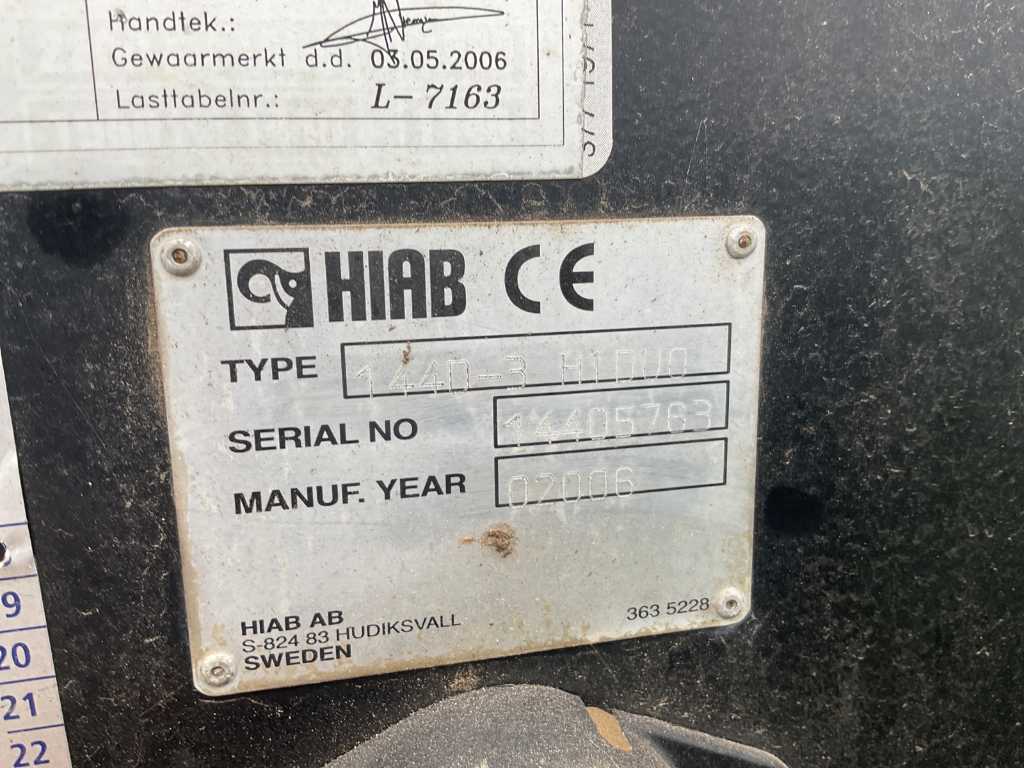 Handtek.:
Gewaarmerkt d.d. 03.05.2006
Lasttabelnr.: L-7163
HIAB CE
TYPE 144D-3 HIDUO
SERIAL NO 14405763
MANUF. YEAR 02006
HIAB AB
S-824 83 HUDIKSVALL
SWEDEN
363 5228
9
20
21
22